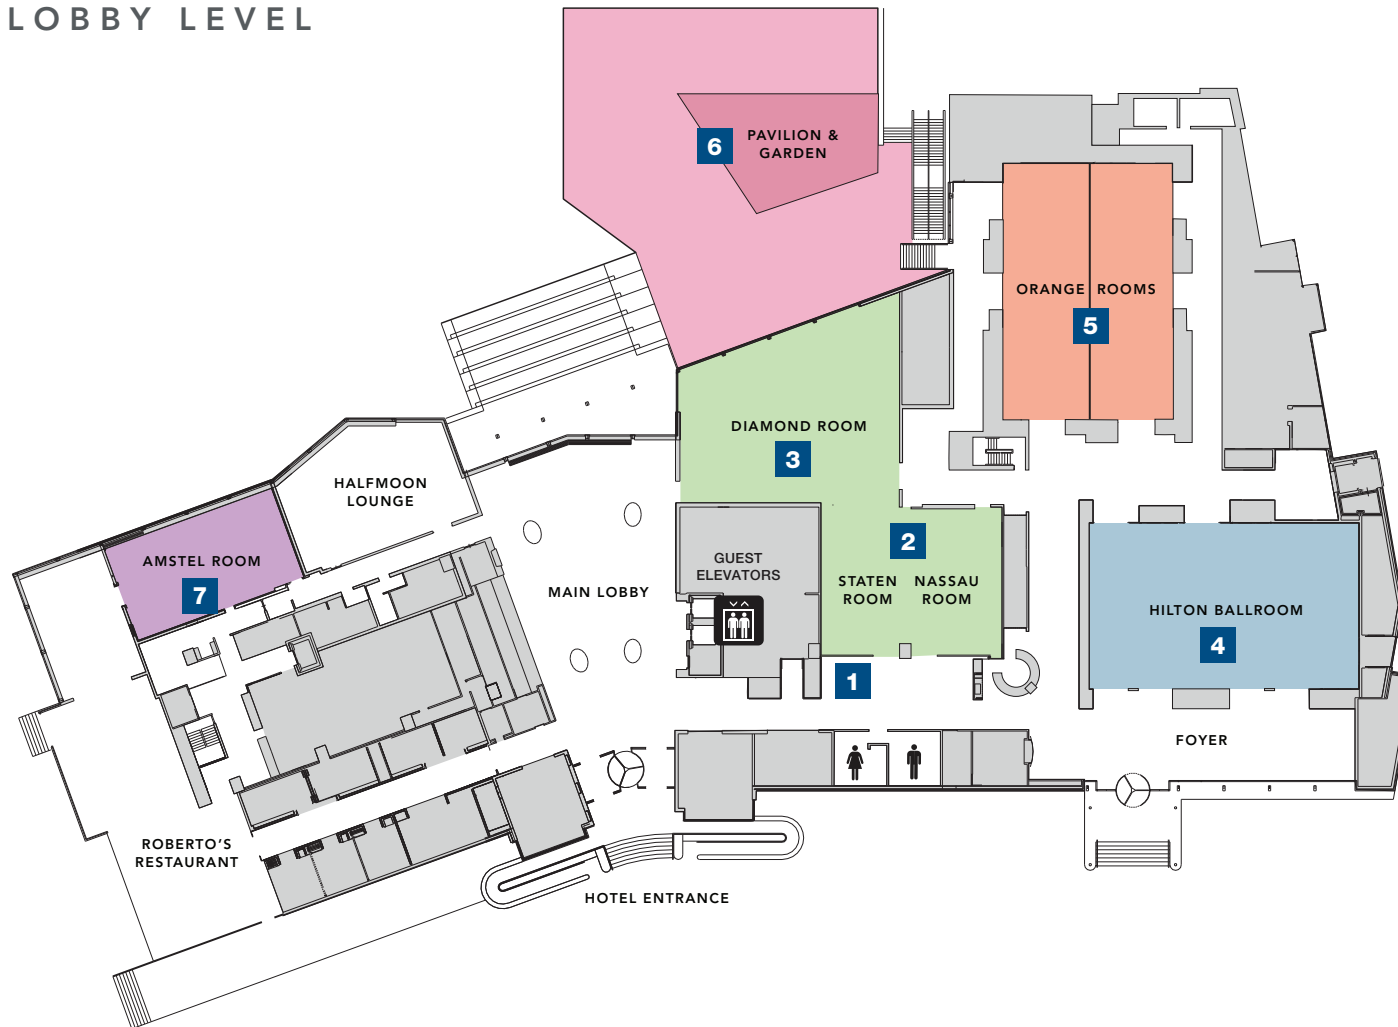 LOBBY LEVEL
6
PAVILION &
GARDEN
ORANGE ROOMS
5
DIAMOND ROOM
3
HALFMOON
LOUNGE
AMSTEL ROOM
7
MAIN LOBBY
GUEST
ELEVATORS
2
STATEN
ROOM
NASSAU
ROOM
1
HILTON BALLROOM
4
FOYER
ROBERTO'S
RESTAURANT
HOTEL ENTRANCE